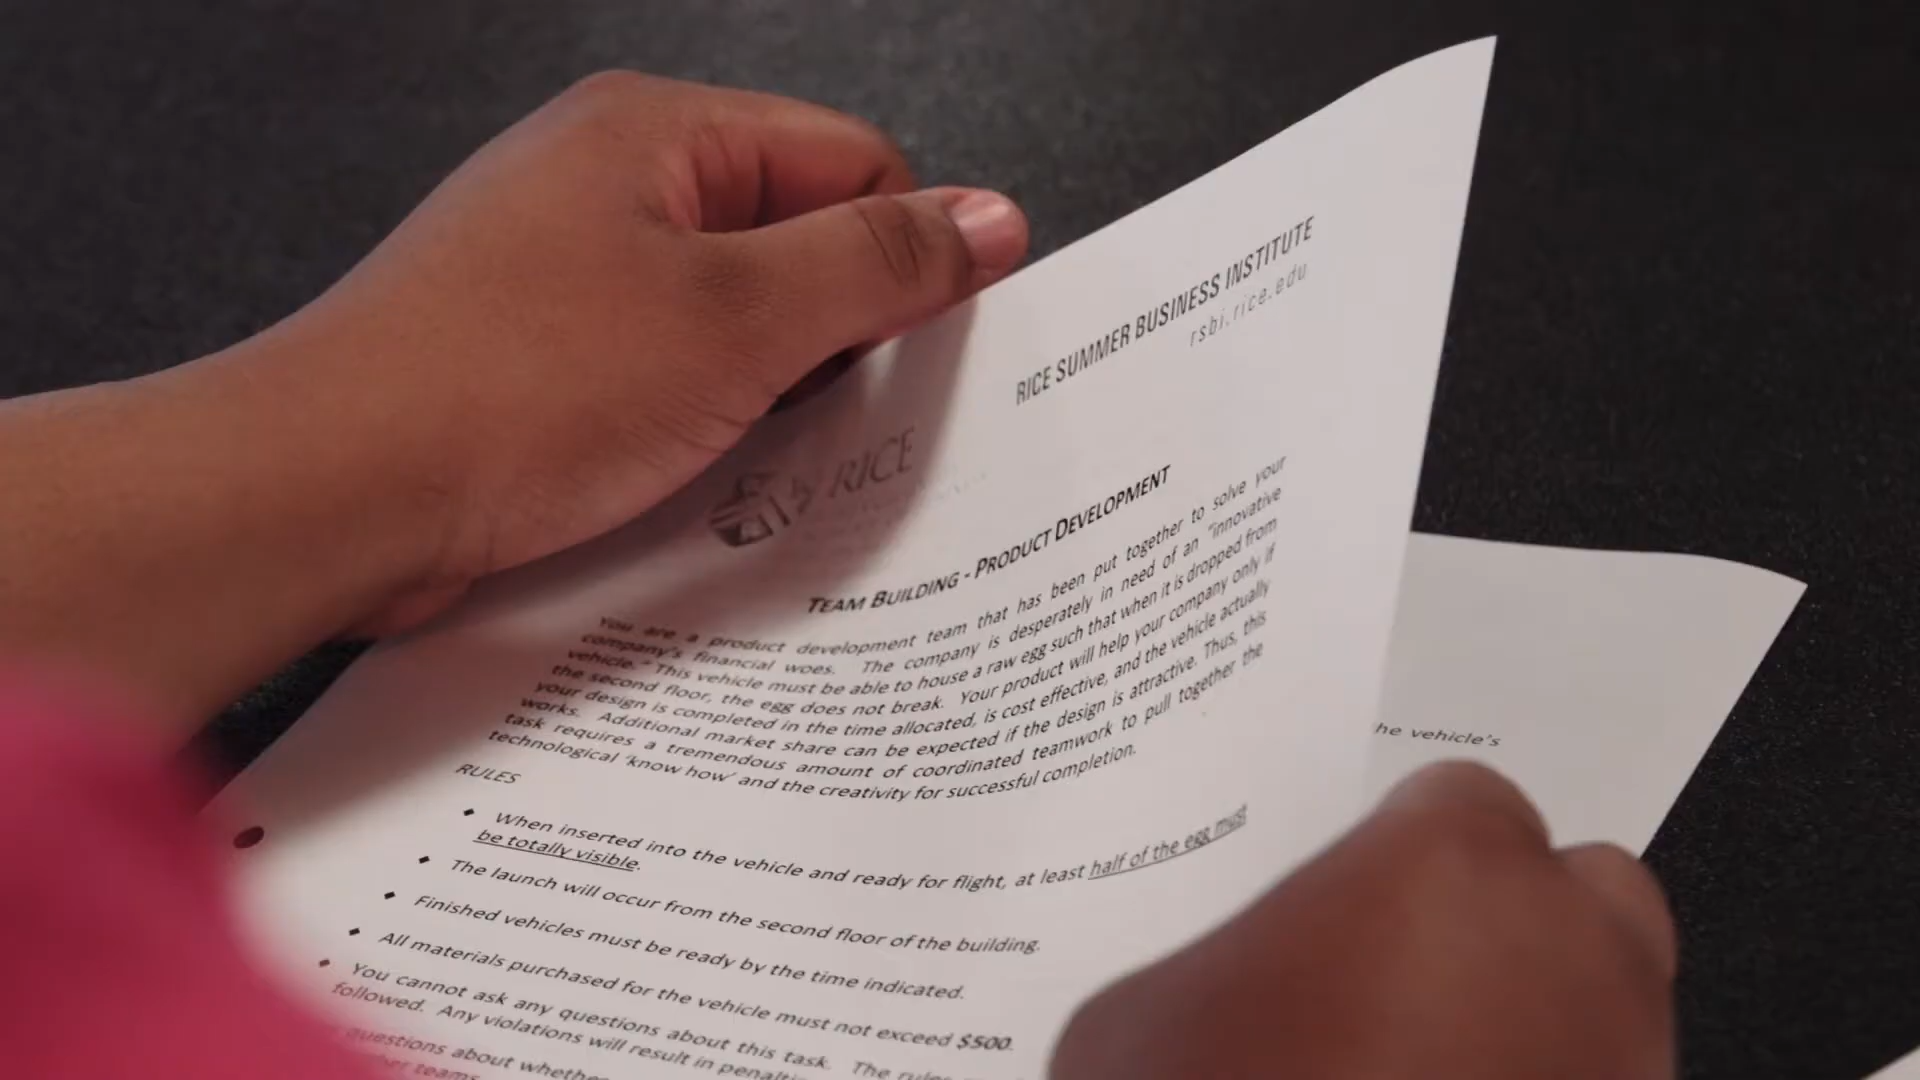 RICE SUMMER BUSINESS INSTITUTE
rsbi.rice.edu
RICE
TEAM BUILDING - PRODUCT DEVELOPMENT
You are a product development team that has been put together to solve your
company's financial woes. The company is desperately in need of an "innovative
vehicle." This vehicle must be able to house a raw egg such that when it is dropped from
the second floor, the egg does not break. Your product will help your company only if
your design is completed in the time allocated, is cost effective, and the vehicle actually
works. Additional market share can be expected if the design is attractive. Thus, this
task requires a tremendous amount of coordinated teamwork to pull together the
technological 'know how' and the creativity for successful completion.
RULES
When inserted into the vehicle and ready for flight, at least half of the egg must
be totally visible.
The launch will occur from the second floor of the building.
Finished vehicles must be ready by the time indicated.
All materials purchased for the vehicle must not exceed $500.
You cannot ask any questions about this task. The rules
followed. Any violations will result in
questions about whether
teams
he vehicle's